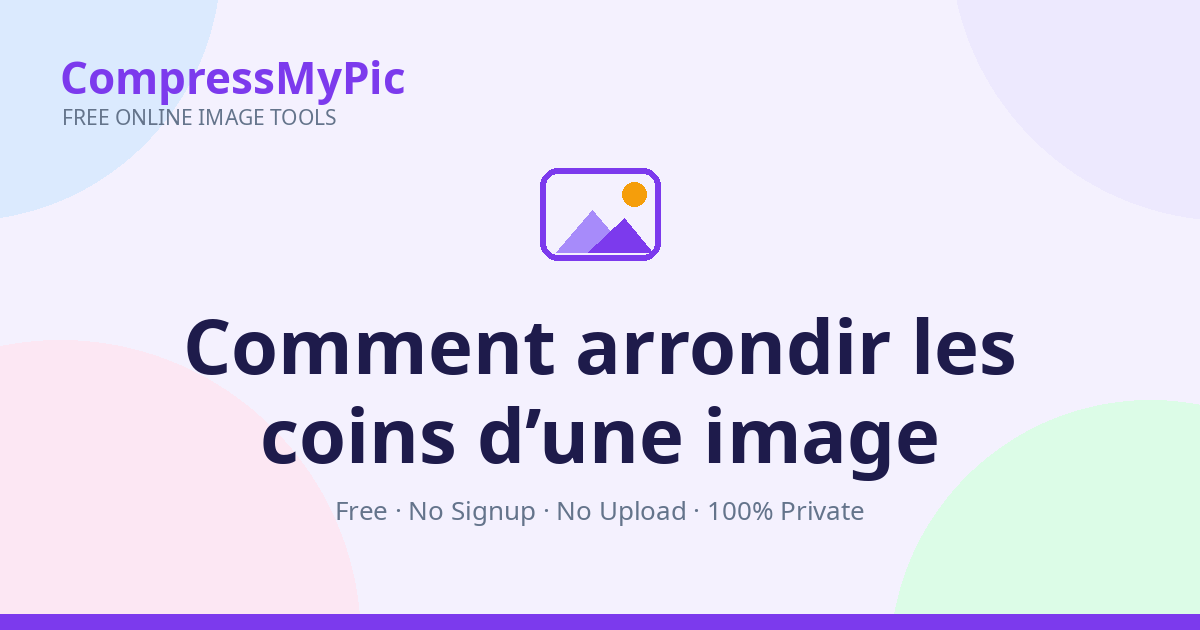 CompressMyPic
FREE ONLINE IMAGE TOOLS
Comment arrondir les
coins d’une image
Free · No Signup · No Upload · 100% Private